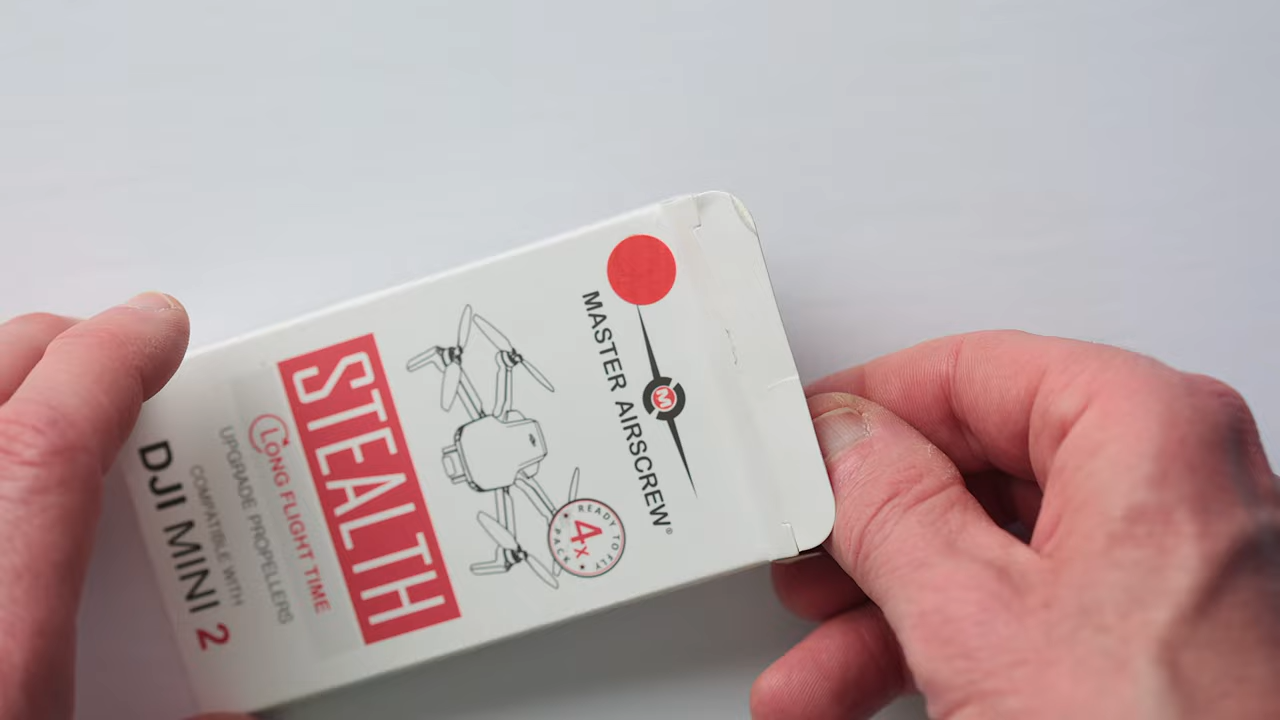 MASTER AIRSCREW®
M
READY TO FLY
4x
PACK
STEALTH
LONG FLIGHT TIME
UPGRADE PROPELLERS
COMPATIBLE WITH
DJI MINI 2